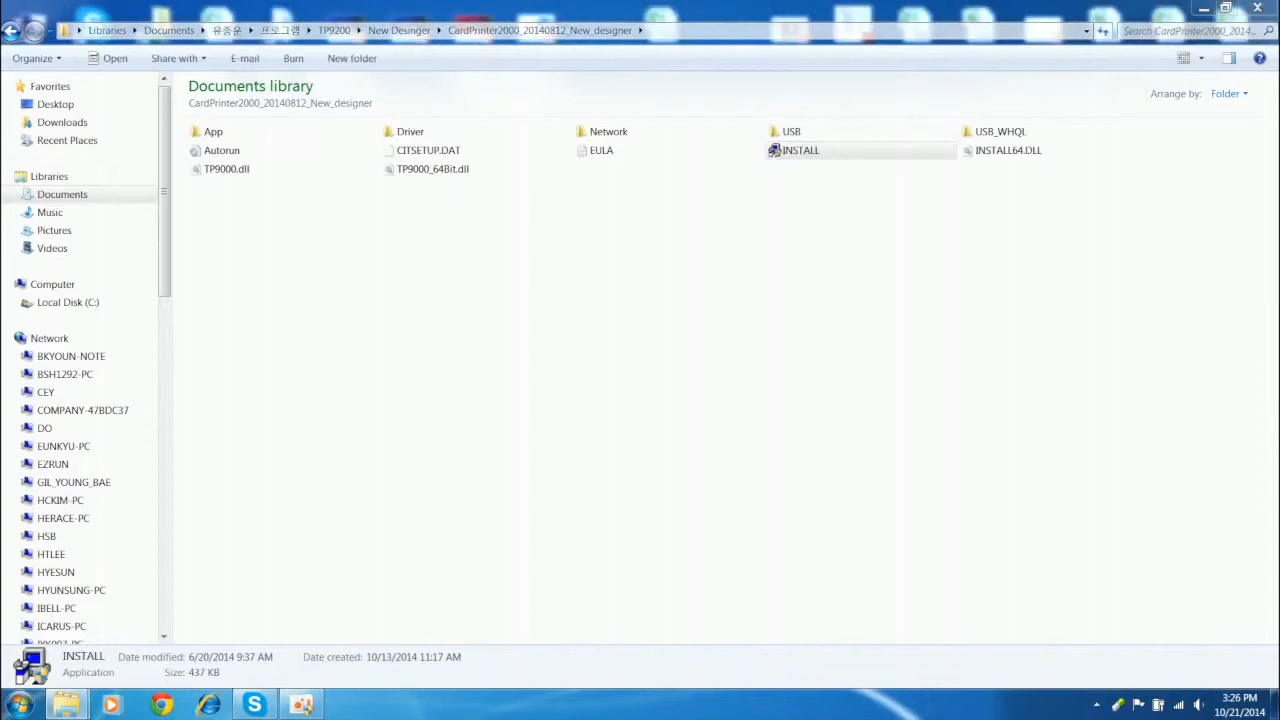 Libraries Documents 유종운 프로그램 TP9200 New Desinger CardPrinter2000_20140812_New_designer
Search CardPrinter2000_2014...
Organize Open Share with E-mail Burn New folder
Favorites
Desktop
Downloads
Recent Places
Libraries
Documents
Music
Pictures
Videos
Computer
Local Disk (C:)
Network
BKYOUN-NOTE
BSH1292-PC
CEY
COMPANY-47BDC37
DO
EUNKYU-PC
EZRUN
GIL_YOUNG_BAE
HCKIM-PC
HERACE-PC
HSB
HTLEE
HYESUN
HYUNSUNG-PC
IBELL-PC
ICARUS-PC
Documents library
CardPrinter2000_20140812_New_designer
Arrange by: Folder
App Driver Network USB USB_WHQL
Autorun CITSETUP.DAT EULA INSTALL INSTALL64.DLL
TP9000.dll TP9000_64Bit.dll
INSTALL Date modified: 6/20/2014 9:37 AM Date created: 10/13/2014 11:17 AM
Application Size: 437 KB
3:26 PM
10/21/2014